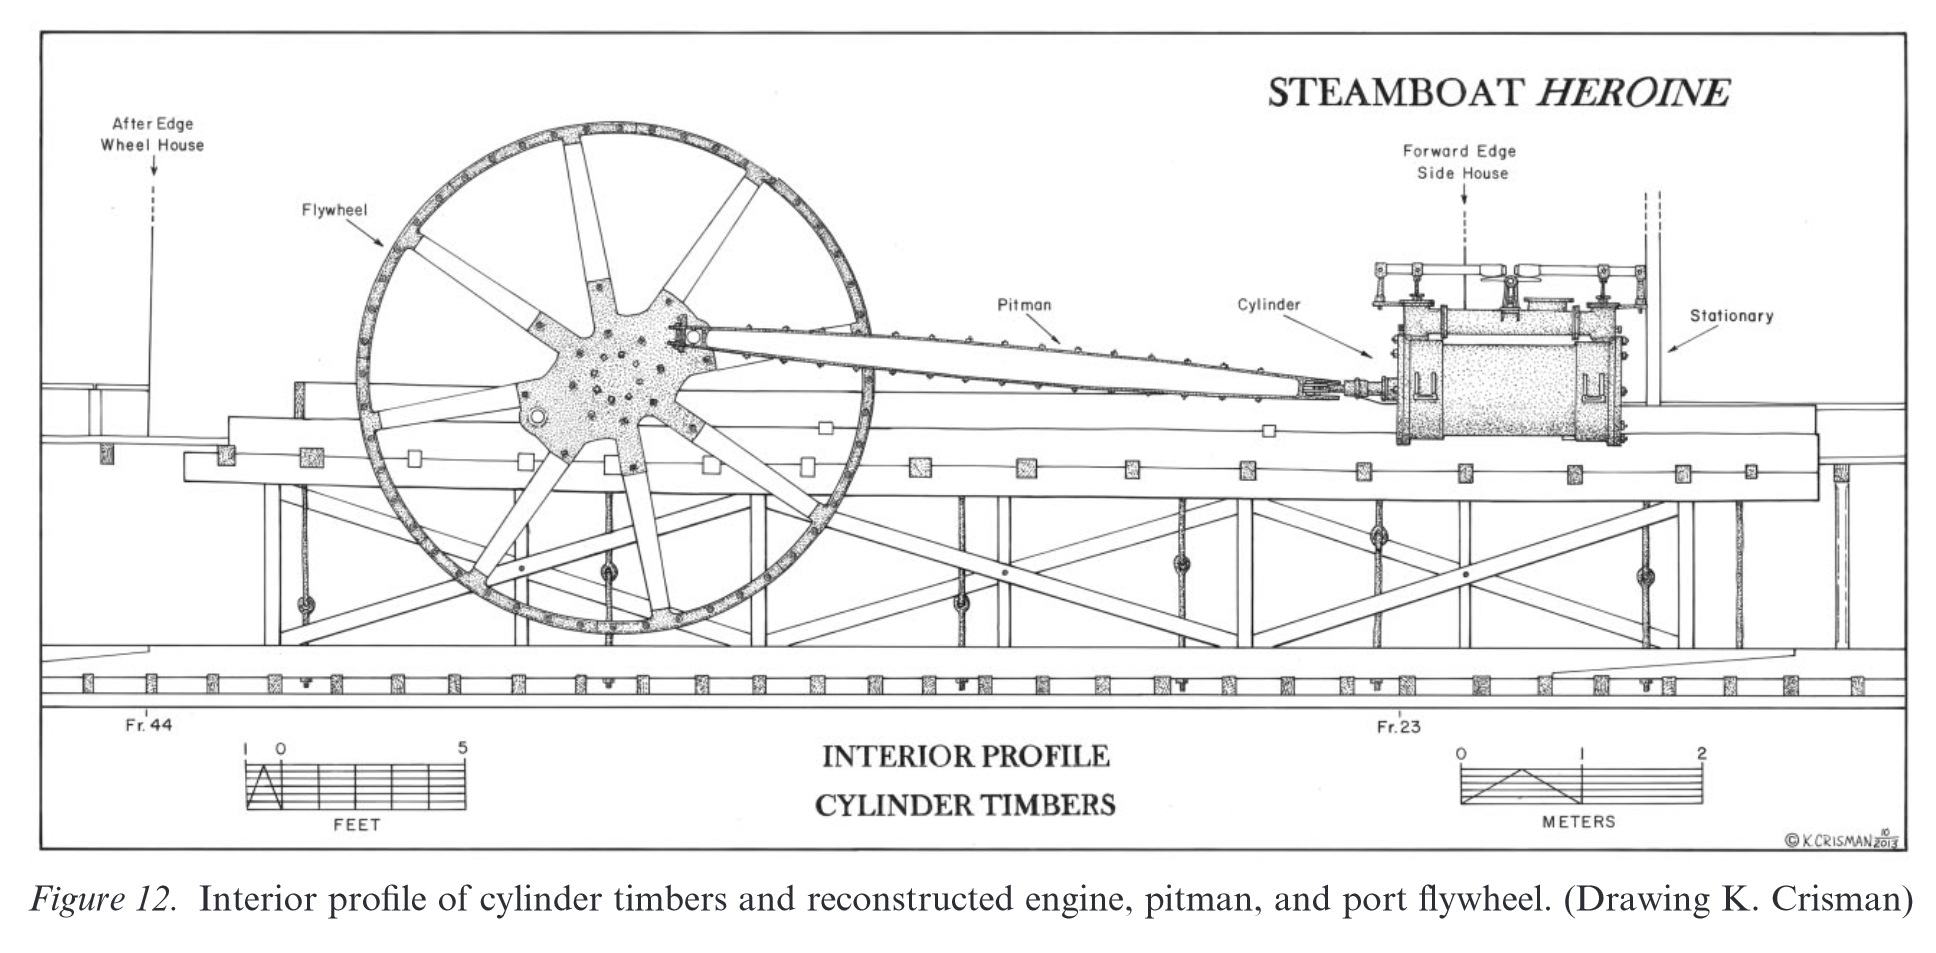 STEAMBOAT HEROINE
After Edge
Wheel House
Flywheel
Pitman
Cylinder
Forward Edge
Side House
Stationary
Fr. 44
Fr. 23
1 0 5
FEET
INTERIOR PROFILE
CYLINDER TIMBERS
0 1 2
METERS
© K. CRISMAN 10/2013
Figure 12. Interior profile of cylinder timbers and reconstructed engine, pitman, and port flywheel. (Drawing K. Crisman)